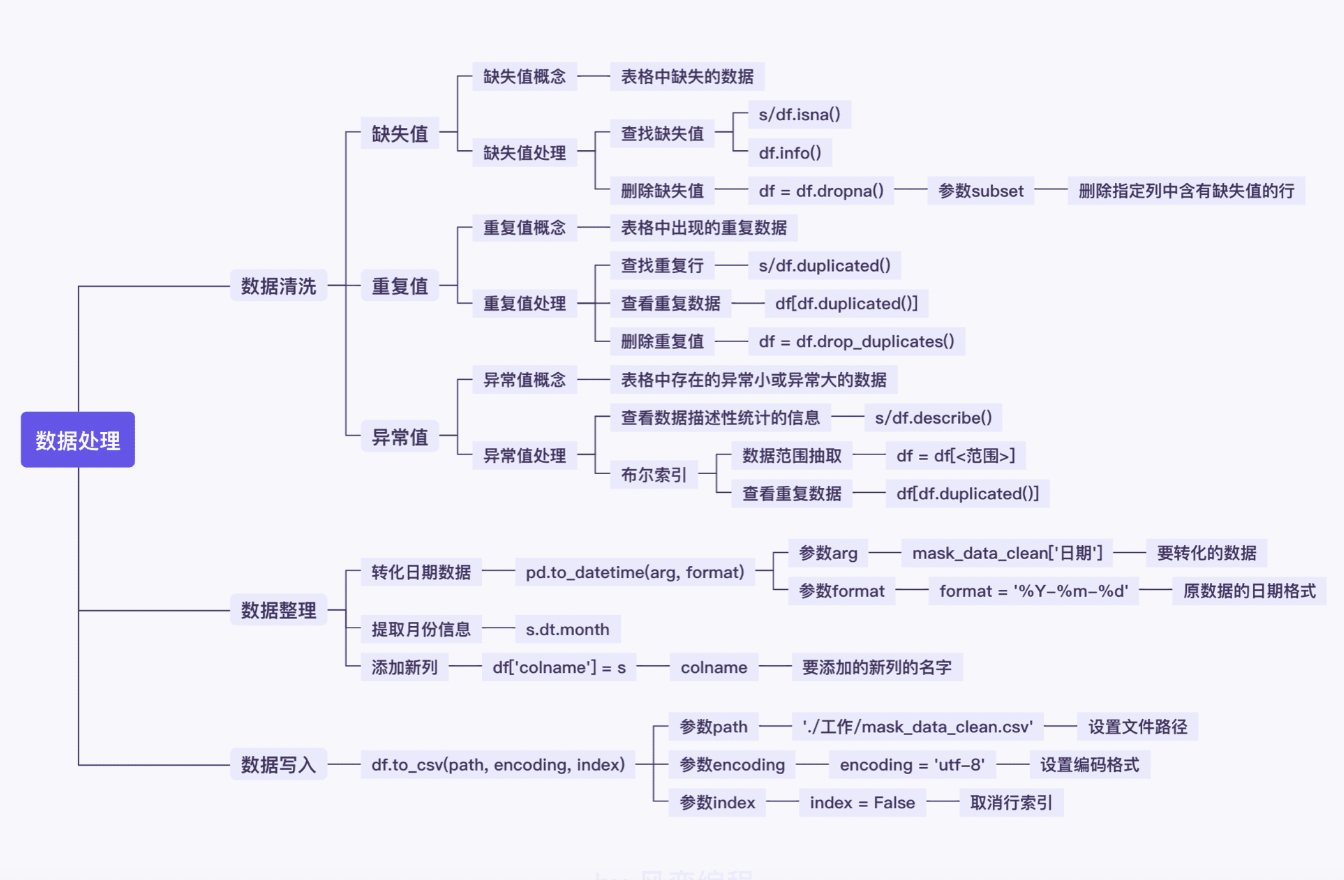 数据处理
数据清洗
缺失值
缺失值概念
表格中缺失的数据
缺失值处理
查找缺失值
s/df.isna()
df.info()
删除缺失值
df = df.dropna()
参数subset
删除指定列中含有缺失值的行
重复值
重复值概念
表格中出现的重复数据
重复值处理
查找重复行
s/df.duplicated()
查看重复数据
df[df.duplicated()]
删除重复值
df = df.drop_duplicates()
异常值
异常值概念
表格中存在的异常小或异常大的数据
异常值处理
查看数据描述性统计的信息
s/df.describe()
布尔索引
数据范围抽取
df = df[<范围>]
查看重复数据
df[df.duplicated()]
数据整理
转化日期数据
pd.to_datetime(arg, format)
参数arg
mask_data_clean['日期']
要转化的数据
参数format
format = '%Y-%m-%d'
原数据的日期格式
提取月份信息
s.dt.month
添加新列
df['colname'] = s
colname
要添加的新列的名字
数据写入
df.to_csv(path, encoding, index)
参数path
'./工作/mask_data_clean.csv'
设置文件路径
参数encoding
encoding = 'utf-8'
设置编码格式
参数index
index = False
取消行索引